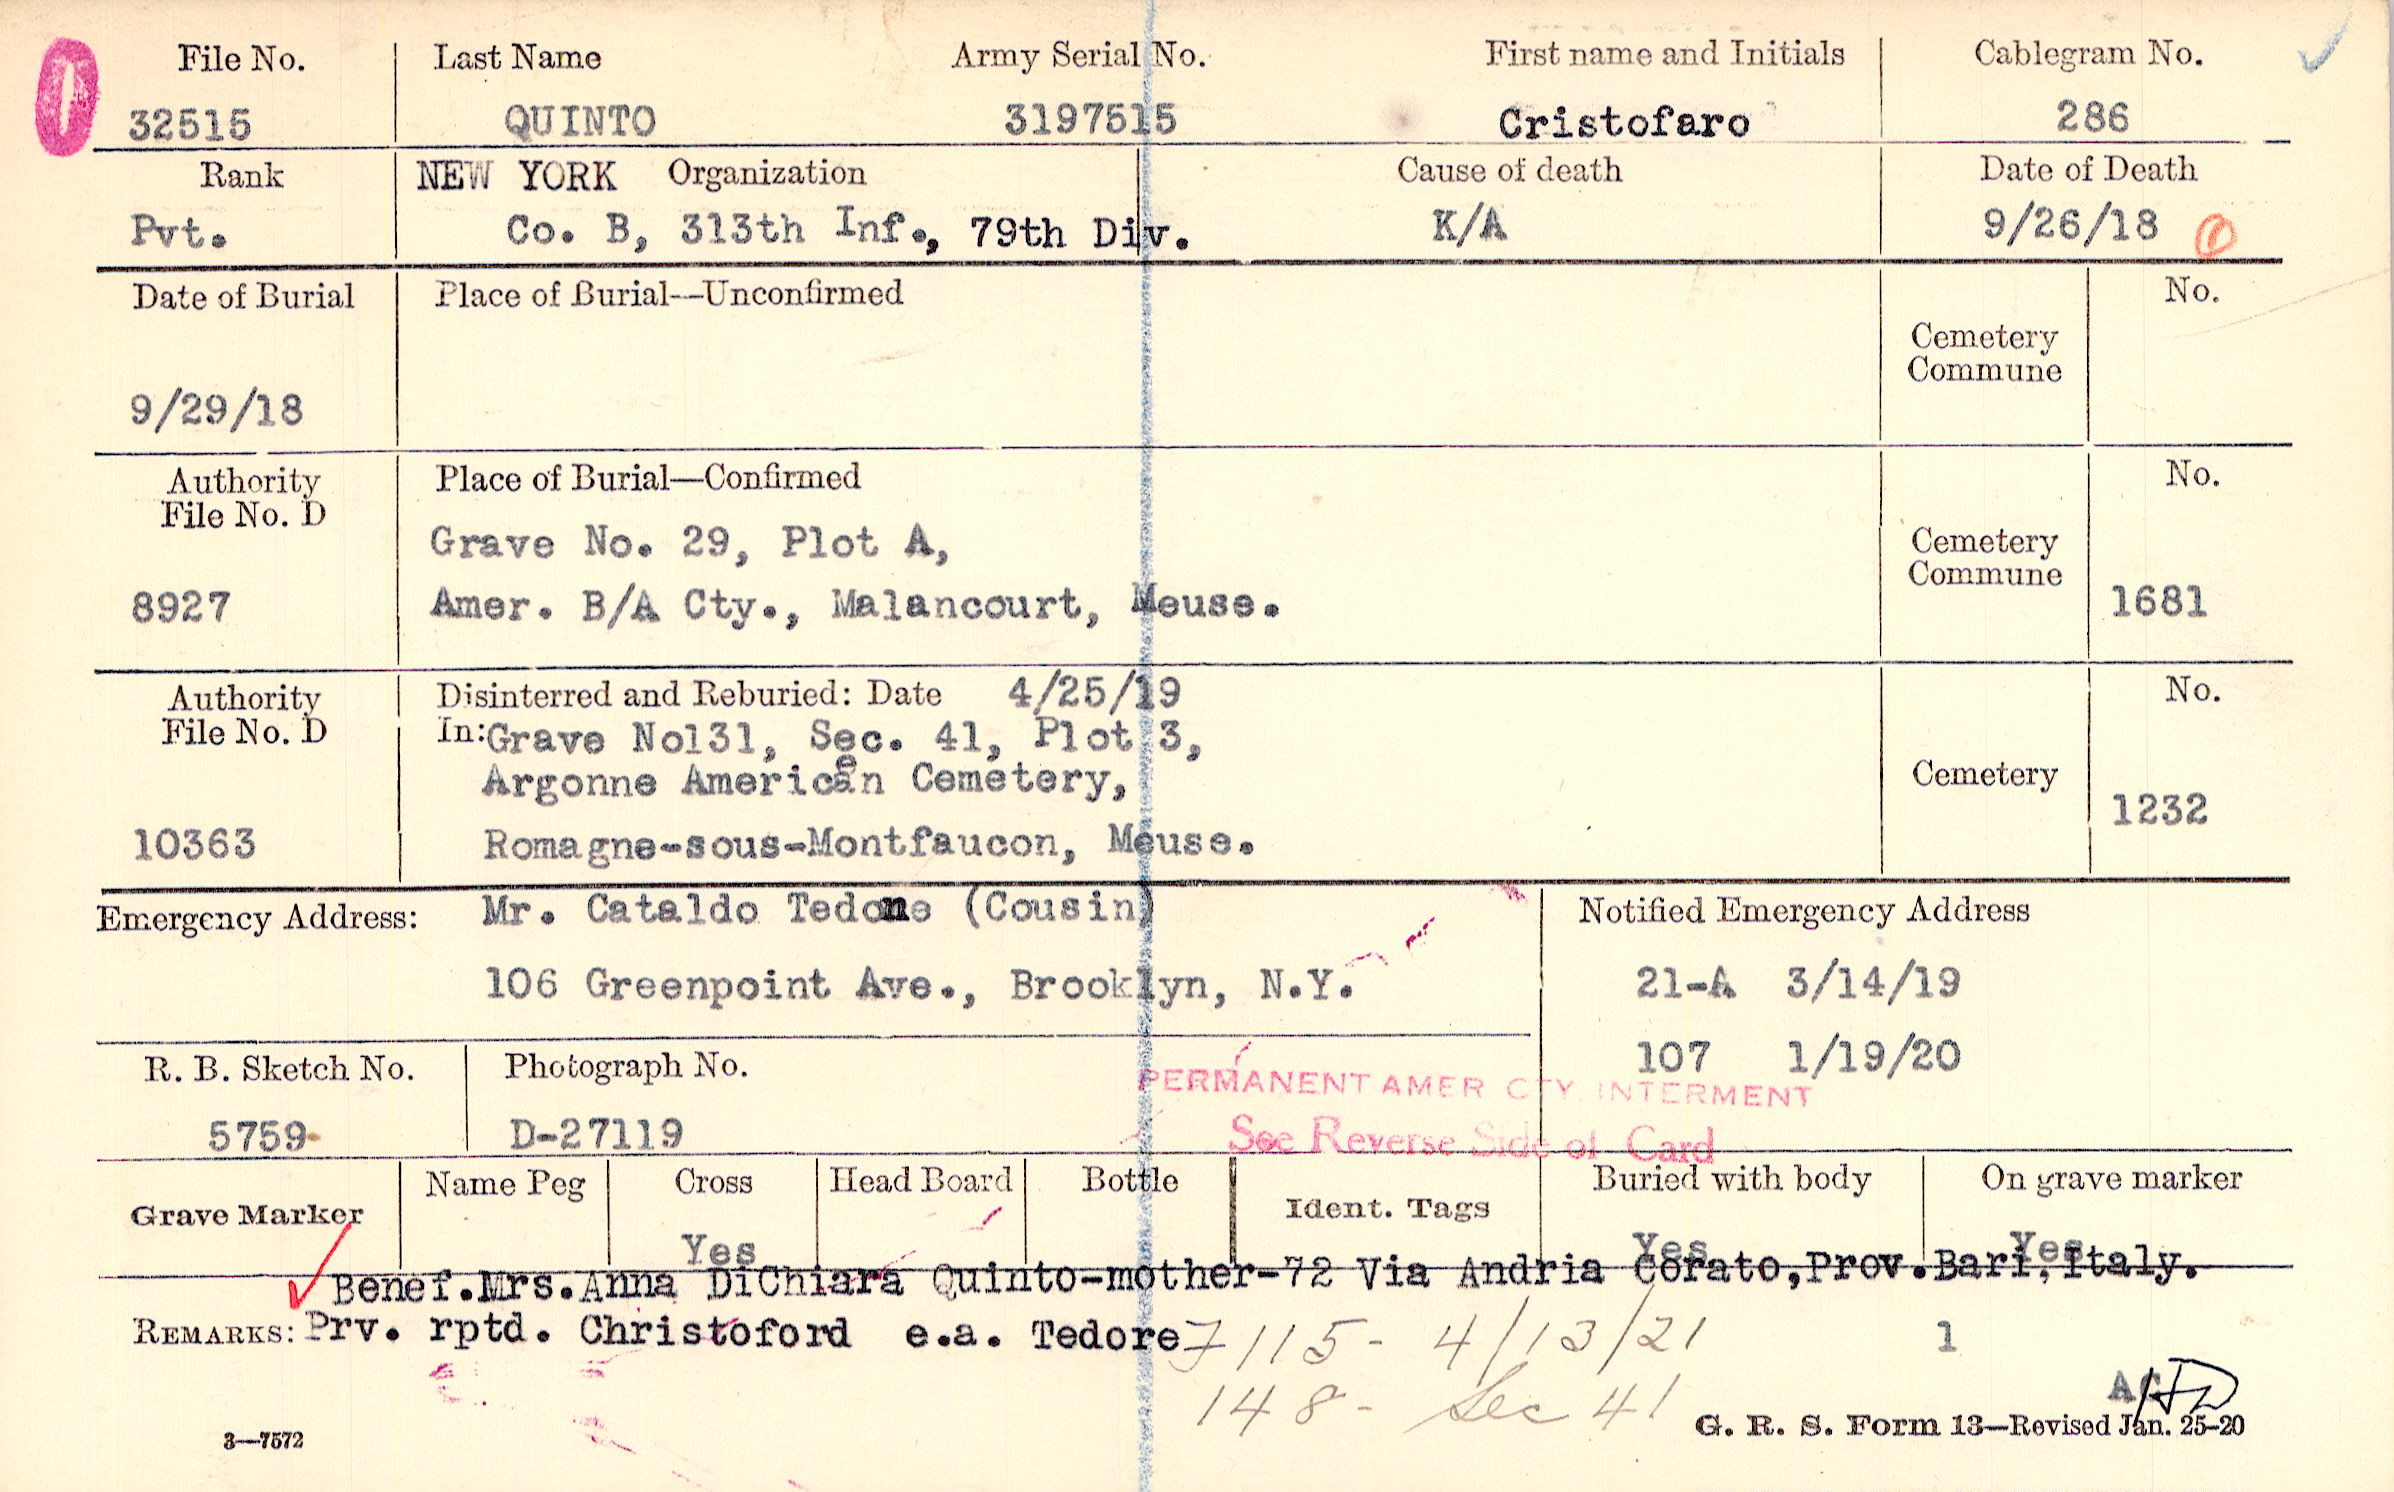 File No. Last Name Army Serial No. First name and Initials Cablegram No.
32515 QUINTO 3197515 Cristofaro 286
Rank NEW YORK Organization Cause of death Date of Death
Pvt. Co. B, 313th Inf., 79th Div. K/A 9/26/18
Date of Burial Place of Burial—Unconfirmed No.
Cemetery
Commune
9/29/18
Authority Place of Burial—Confirmed No.
File No. D
Grave No. 29, Plot A, Cemetery
Commune
8927 Amer. B/A Cty., Malancourt, Meuse. 1681
Authority Disinterred and Reburied: Date 4/25/19 No.
File No. D In:Grave No131, Sec. 41, Plot 3,
Argonne American Cemetery, Cemetery
1232
10363 Romagne-sous-Montfaucon, Meuse.
Emergency Address: Mr. Cataldo Tedone (Cousin) Notified Emergency Address
106 Greenpoint Ave., Brooklyn, N.Y. 21-A 3/14/19
107 1/19/20
R. B. Sketch No. Photograph No.
PERMANENT AMER CTY. INTERMENT
5759 D-27119 See Reverse Side of Card
Grave Marker Name Peg Cross Head Board Bottle Ident. Tags Buried with body On grave marker
Yes Yes Yes
Benef.Mrs.Anna DiChiara Quinto-mother-72 Via Andria Corato,Prov.Bari,Italy.
REMARKS: Prv. rptd. Christoford e.a. Tedore 7115- 4/13/21 1
148- Sec 41
3—7572 G. R. S. Form 13—Revised Jan. 25-20